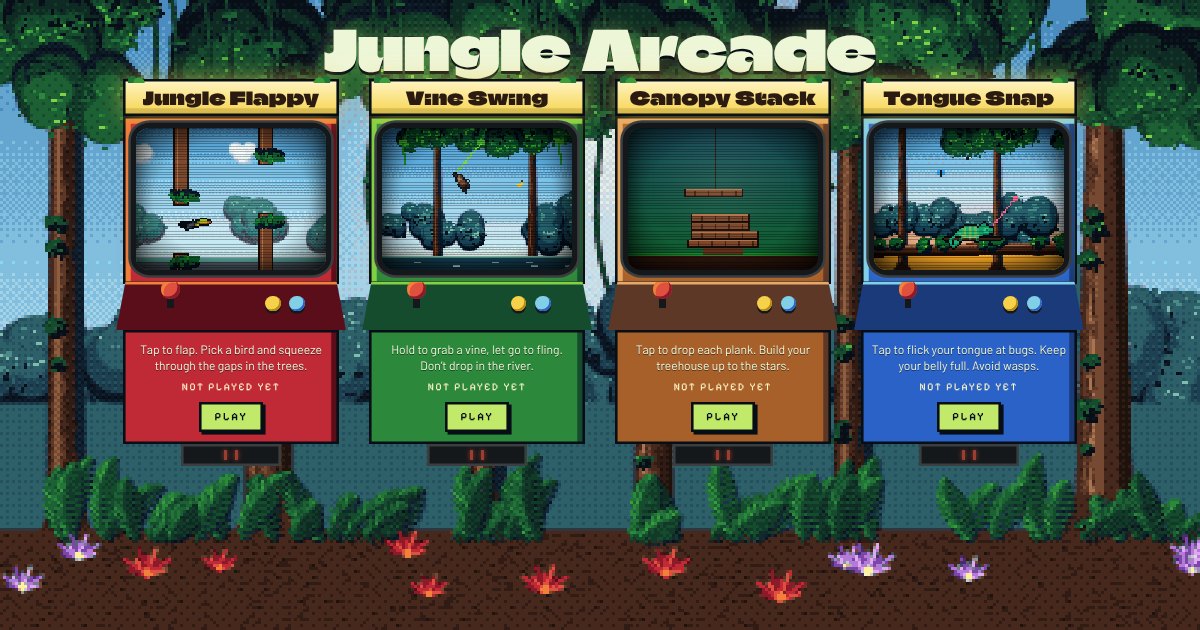 Jungle Arcade
Jungle Flappy
Tap to flap. Pick a bird and squeeze
through the gaps in the trees.
NOT PLAYED YET
PLAY
Vine Swing
Hold to grab a vine, let go to fling.
Don't drop in the river.
NOT PLAYED YET
PLAY
Canopy Stack
Tap to drop each plank. Build your
treehouse up to the stars.
NOT PLAYED YET
PLAY
Tongue Snap
Tap to flick your tongue at bugs. Keep
your belly full. Avoid wasps.
NOT PLAYED YET
PLAY